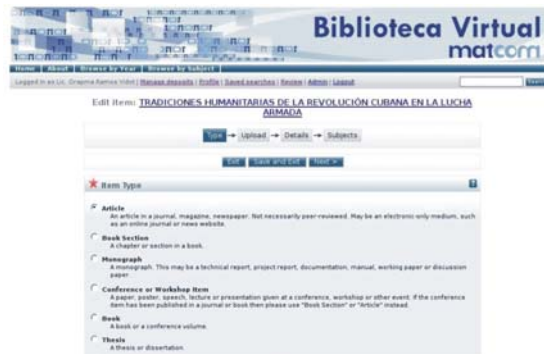 Biblioteca Virtual
matcom
Home | About | Browse by Year | Browse by Subject
Logged in as Lic. Grapma Ramos Vidot | Manage deposits | Profile | Saved searches | Review | Admin | Logout
Edit item: TRADICIONES HUMANITARIAS DE LA REVOLUCIÓN CUBANA EN LA LUCHA
ARMADA
Type → Upload → Details → Subjects
Exit Save and Exit Next >
Item Type
Article
An article in a journal, magazine, newspaper. Not necessarily peer-reviewed. May be an electronic-only medium, such
as an online journal or news website.
Book Section
A chapter or section in a book.
Monograph
A monograph. This may be a technical report, project report, documentation, manual, working paper or discussion
paper.
Conference or Workshop Item
A paper, poster, speech, lecture or presentation given at a conference, workshop or other event. If the conference
item has been published in a journal or book then please use "Book Section" or "Article" instead.
Book
A book or a conference volume.
Thesis
A thesis or dissertation.